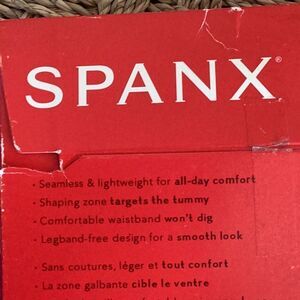 SPANX®
• Seamless & lightweight for all-day comfort
• Shaping zone targets the tummy
• Comfortable waistband won't dig
• Legband-free design for a smooth look
• Sans coutures, léger et tout confort
• La zone galbante cible le ventre